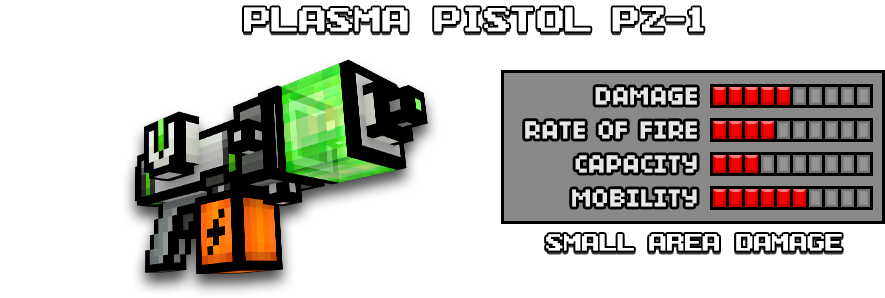 PLASMA PISTOL PZ-1
DAMAGE
RATE OF FIRE
CAPACITY
MOBILITY
SMALL AREA DAMAGE